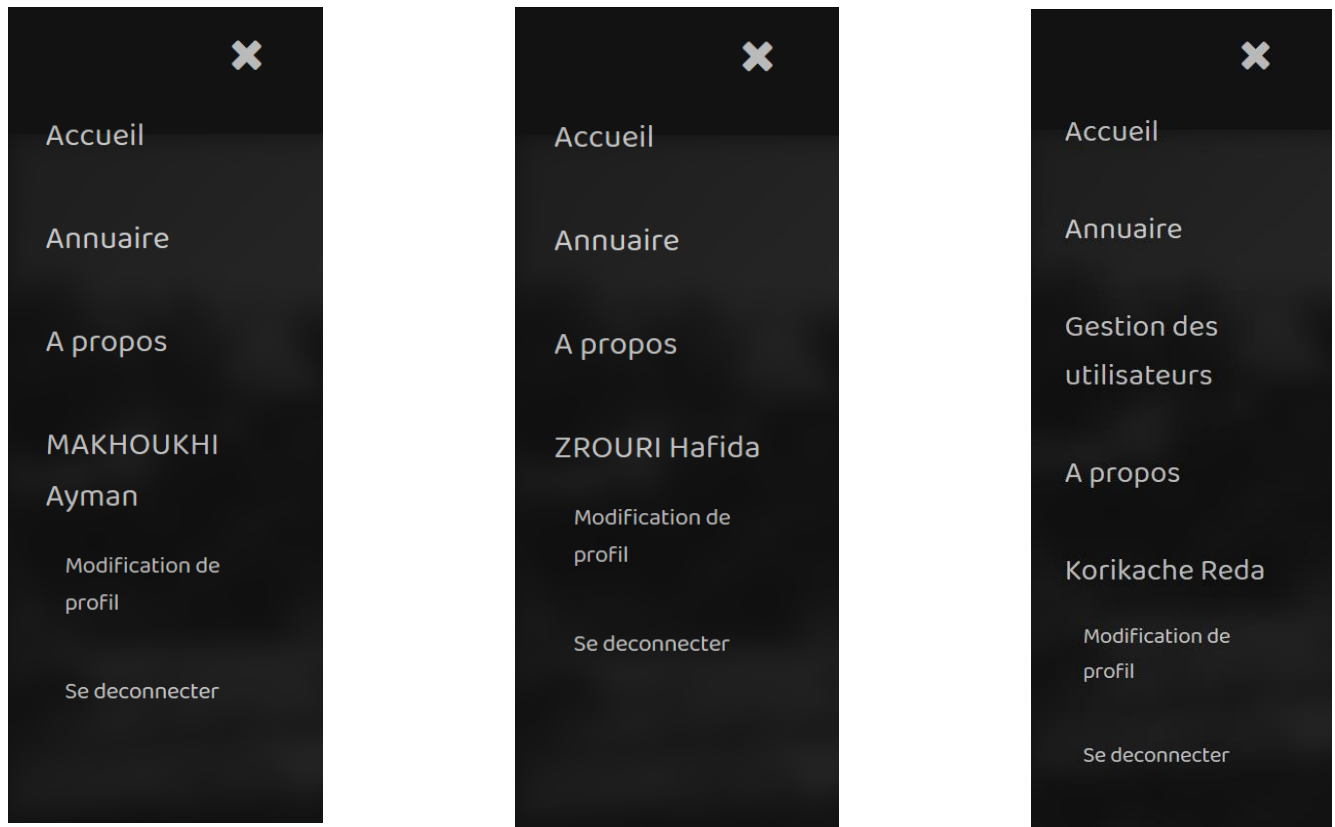 Accueil
Annuaire
A propos
MAKHOUKHI
Ayman
Modification de
profil
Se deconnecter
Accueil
Annuaire
A propos
ZROURI Hafida
Modification de
profil
Se deconnecter
Accueil
Annuaire
Gestion des
utilisateurs
A propos
Korikache Reda
Modification de
profil
Se deconnecter